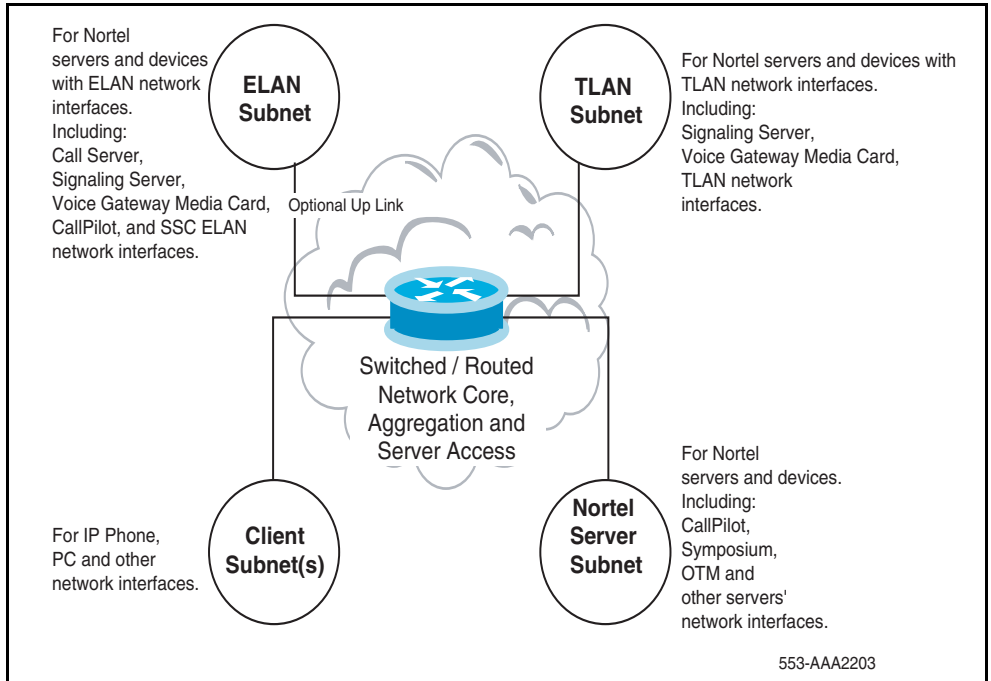 For Nortel
servers and devices
with ELAN network
interfaces.
Including:
Call Server,
Signaling Server,
Voice Gateway Media Card,
CallPilot, and SSC ELAN
network interfaces.
ELAN
Subnet
TLAN
Subnet
For Nortel servers and devices with
TLAN network interfaces.
Including:
Signaling Server,
Voice Gateway Media Card,
TLAN network
interfaces.
Optional Up Link
Switched / Routed
Network Core,
Aggregation and
Server Access
For IP Phone,
PC and other
network interfaces.
Client
Subnet(s)
Nortel
Server
Subnet
For Nortel
servers and devices.
Including:
CallPilot,
Symposium,
OTM and
other servers'
network interfaces.
553-AAA2203